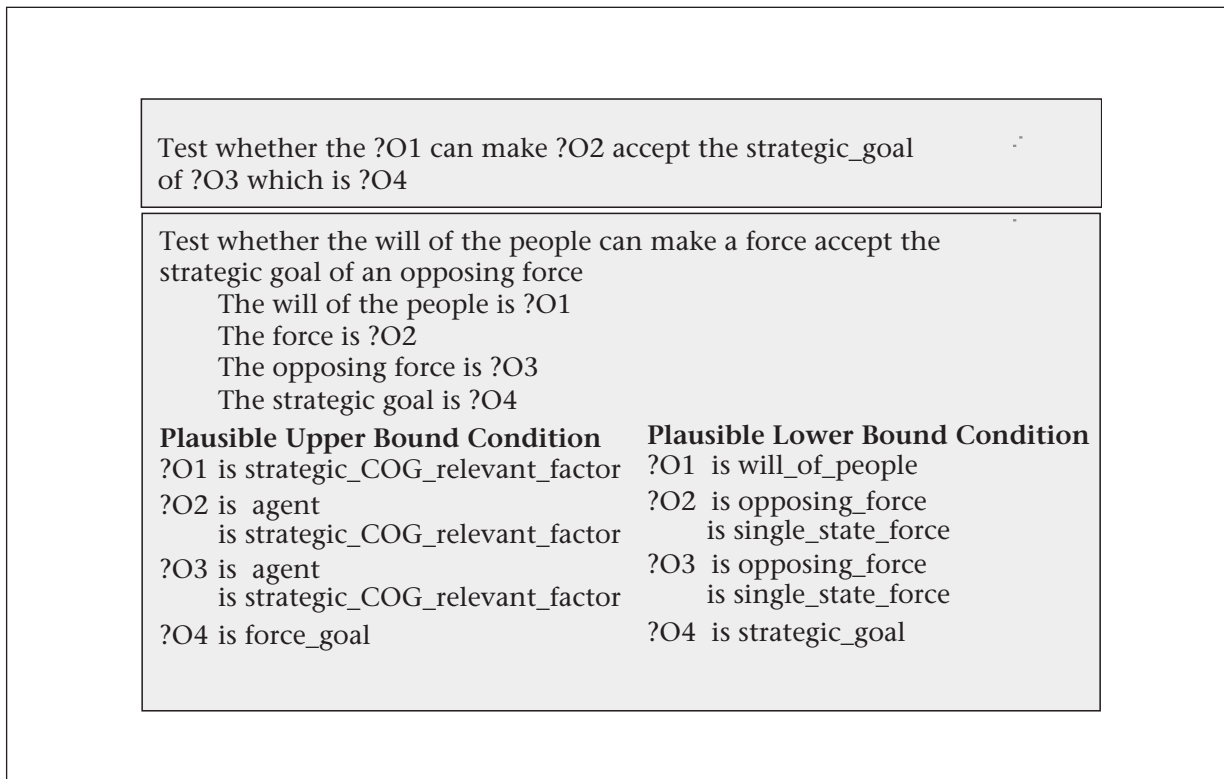 Test whether the ?O1 can make ?O2 accept the strategic_goal
of ?O3 which is ?O4
Test whether the will of the people can make a force accept the
strategic goal of an opposing force
The will of the people is ?O1
The force is ?O2
The opposing force is ?O3
The strategic goal is ?O4
Plausible Upper Bound Condition
?O1 is strategic_COG_relevant_factor
?O2 is agent
is strategic_COG_relevant_factor
?O3 is agent
is strategic_COG_relevant_factor
?O4 is force_goal
Plausible Lower Bound Condition
?O1 is will_of_people
?O2 is opposing_force
is single_state_force
?O3 is opposing_force
is single_state_force
?O4 is strategic_goal